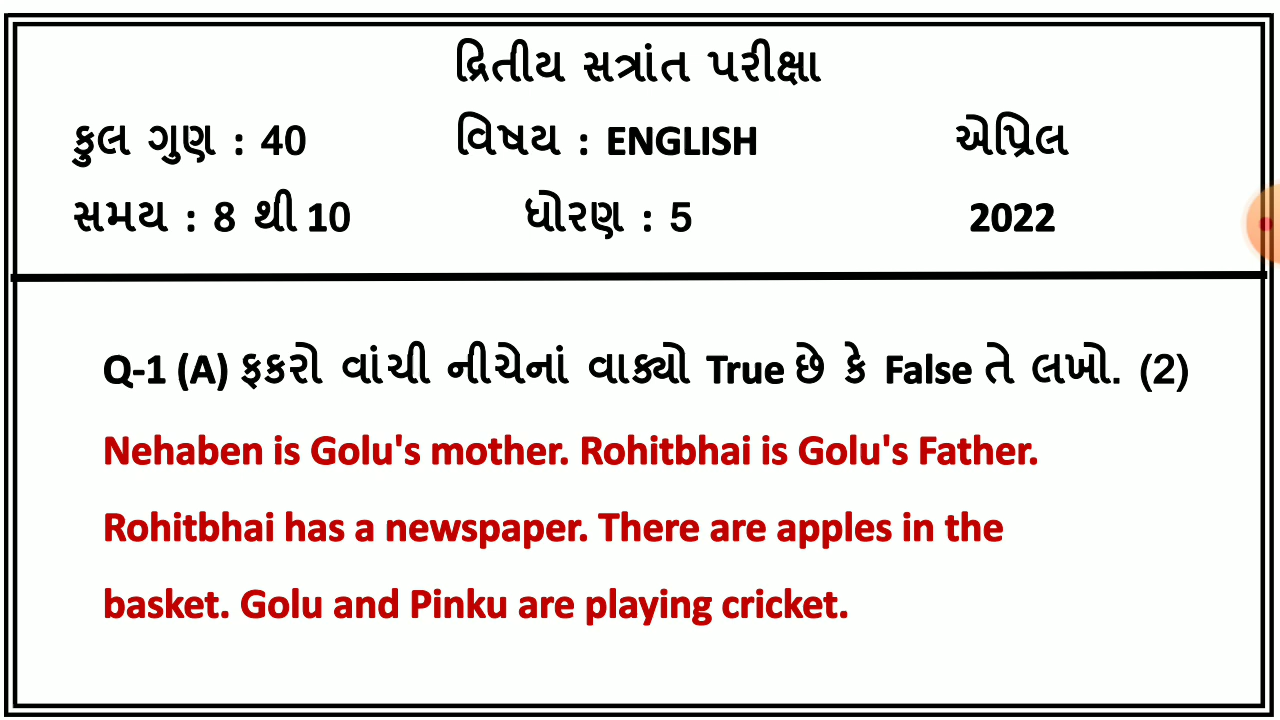 દ્રિતીય સત્રાંત પરીક્ષા
કુલ ગુણ : 40 વિષય : ENGLISH એપ્રિલ
સમય : 8 થી 10 ધોરણ : 5 2022
Q-1 (A) ફકરો વાંચી નીચેનાં વાક્યો True છે કે False તે લખો. (2)
Nehaben is Golu's mother. Rohitbhai is Golu's Father.
Rohitbhai has a newspaper. There are apples in the
basket. Golu and Pinku are playing cricket.